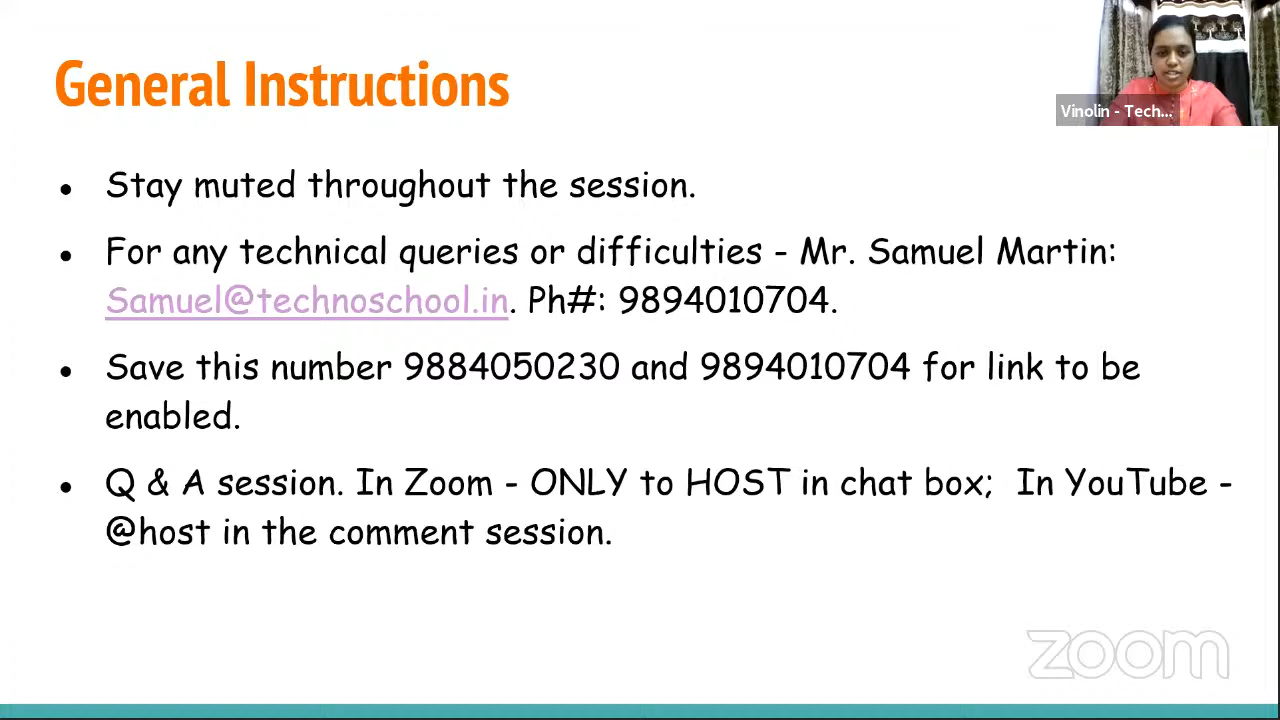 General Instructions
Vinolin - Tech...
● Stay muted throughout the session.
● For any technical queries or difficulties - Mr. Samuel Martin:
Samuel@technoschool.in. Ph#: 9894010704.
● Save this number 9884050230 and 9894010704 for link to be
enabled.
● Q & A session. In Zoom - ONLY to HOST in chat box;  In YouTube -
@host in the comment session.
zoom